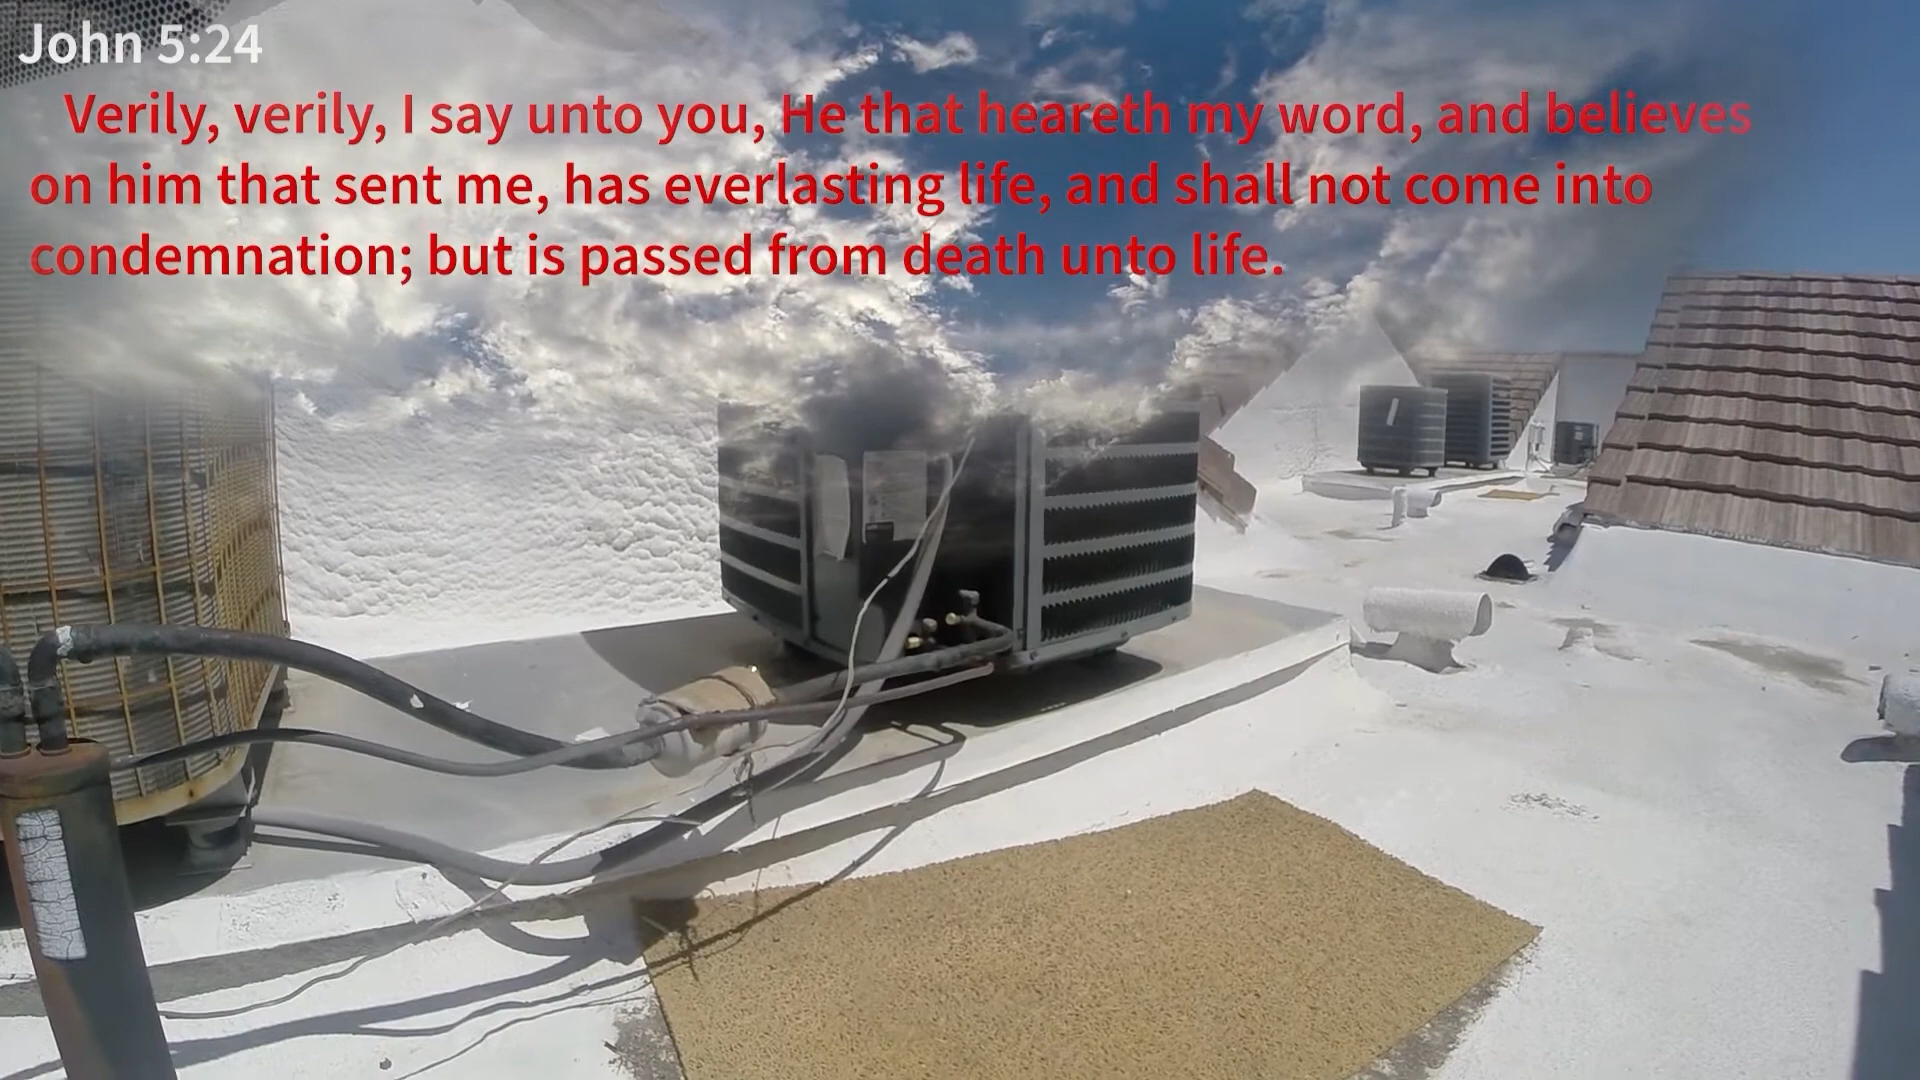 John 5:24
Verily, verily, I say unto you, He that heareth my word, and believes
on him that sent me, has everlasting life, and shall not come into
condemnation; but is passed from death unto life.